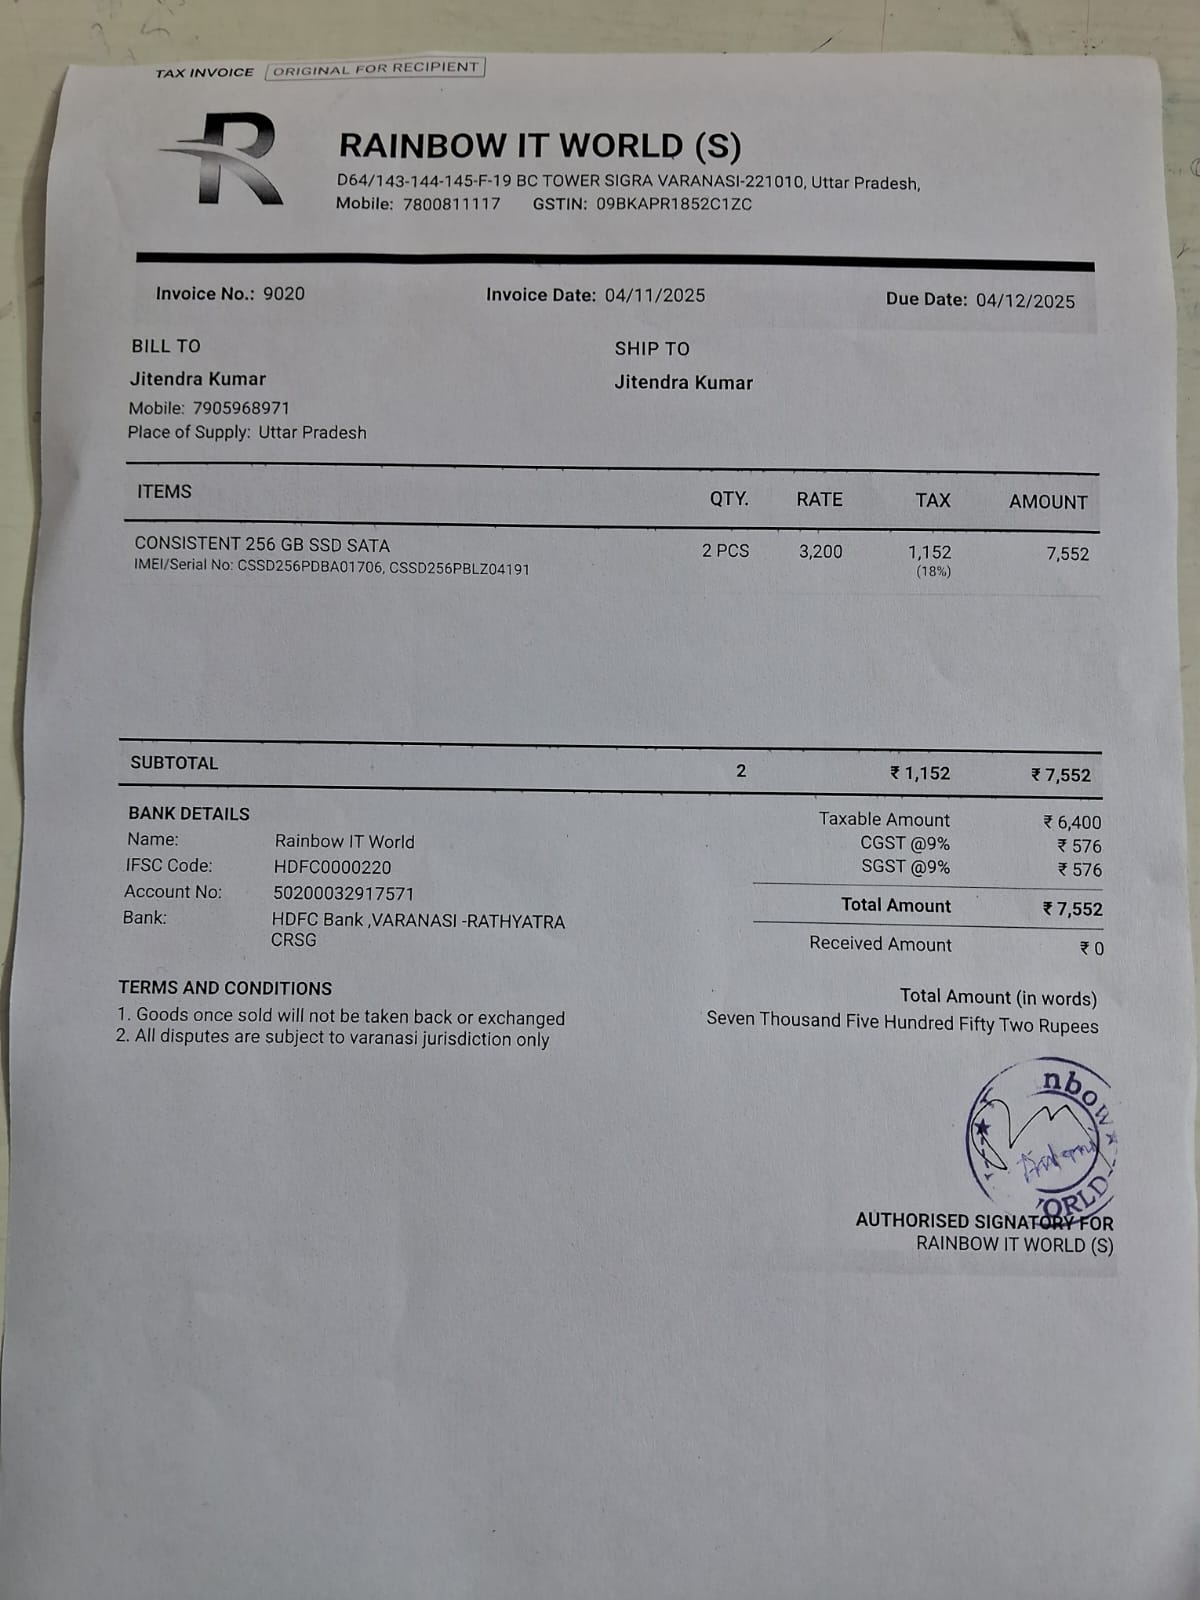 TAX INVOICE ORIGINAL FOR RECIPIENT
R
RAINBOW IT WORLD (S)
D64/143-144-145-F-19 BC TOWER SIGRA VARANASI-221010, Uttar Pradesh,
Mobile: 7800811117 GSTIN: 09BKAPR1852C1ZC
Invoice No.: 9020 Invoice Date: 04/11/2025 Due Date: 04/12/2025
BILL TO SHIP TO
Jitendra Kumar Jitendra Kumar
Mobile: 7905968971
Place of Supply: Uttar Pradesh
ITEMS QTY. RATE TAX AMOUNT
CONSISTENT 256 GB SSD SATA 2 PCS 3,200 1,152 7,552
IMEI/Serial No: CSSD256PDBA01706, CSSD256PBLZ04191 (18%)
SUBTOTAL 2 ₹ 1,152 ₹ 7,552
BANK DETAILS Taxable Amount ₹ 6,400
Name: Rainbow IT World CGST @9% ₹ 576
IFSC Code: HDFC0000220 SGST @9% ₹ 576
Account No: 50200032917571 Total Amount ₹ 7,552
Bank: HDFC Bank ,VARANASI -RATHYATRA
CRSG Received Amount ₹ 0
TERMS AND CONDITIONS Total Amount (in words)
1. Goods once sold will not be taken back or exchanged Seven Thousand Five Hundred Fifty Two Rupees
2. All disputes are subject to varanasi jurisdiction only
nbow
ORLD
AUTHORISED SIGNATORY FOR
RAINBOW IT WORLD (S)